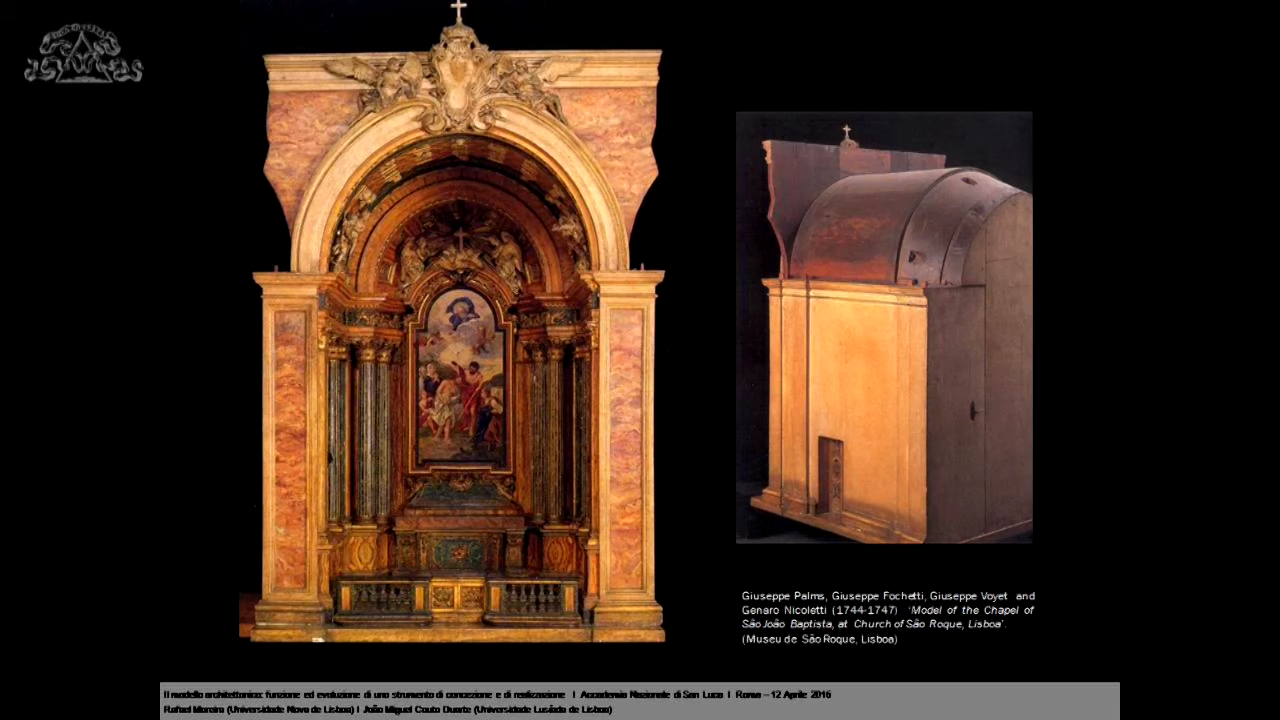 Giuseppe Palms, Giuseppe Fochetti, Giuseppe Voyet and
Genaro Nicoletti (1744-1747) 'Model of the Chapel of
São João Baptista, at Church of São Roque, Lisboa'.
(Museu de São Roque, Lisboa)
Il modello architettonico: funzione ed evoluzione di uno strumento di concezione e di realizzazione I Accademia Nazionale di San Luca I Roma – 12 Aprile 2016
Rafael Moreira (Universidade Nova de Lisboa) I João Miguel Couto Duarte (Universidade Lusíada de Lisboa)